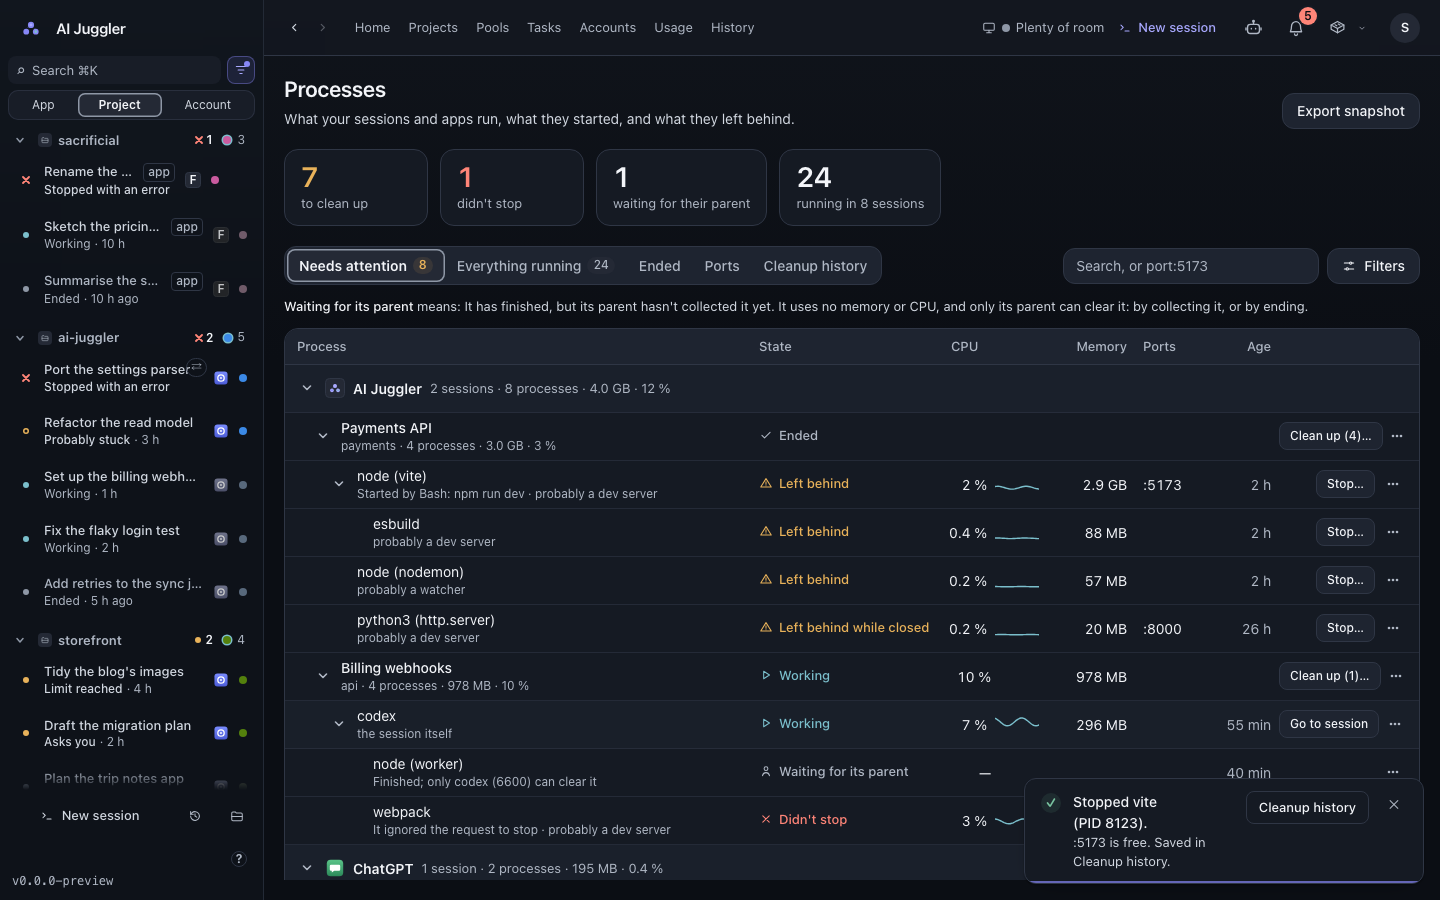 AI Juggler
Search ⌘K
App Project Account
sacrificial 1 3
Rename the ... app F
Stopped with an error
Sketch the pricin... app F
Working · 10 h
Summarise the s... app F
Ended · 10 h ago
ai-juggler 2 5
Port the settings parser
Stopped with an error
Refactor the read model
Probably stuck · 3 h
Set up the billing webh...
Working · 1 h
Fix the flaky login test
Working · 2 h
Add retries to the sync j...
Ended · 5 h ago
storefront 2 4
Tidy the blog's images
Limit reached · 4 h
Draft the migration plan
Asks you · 2 h
Plan the trip notes app
New session
?
v0.0.0-preview
Home Projects Pools Tasks Accounts Usage History
Plenty of room New session 5 S
Processes
What your sessions and apps run, what they started, and what they left behind.
Export snapshot
7 to clean up
1 didn't stop
1 waiting for their parent
24 running in 8 sessions
Needs attention 8 Everything running 24 Ended Ports Cleanup history
Search, or port:5173 Filters
Waiting for its parent means: It has finished, but its parent hasn't collected it yet. It uses no memory or CPU, and only its parent can clear it: by collecting it, or by ending.
Process State CPU Memory Ports Age
AI Juggler 2 sessions · 8 processes · 4.0 GB · 12 %
Payments API Ended Clean up (4)... ...
payments · 4 processes · 3.0 GB · 3 %
node (vite) Left behind 2 % 2.9 GB :5173 2 h Stop... ...
Started by Bash: npm run dev · probably a dev server
esbuild Left behind 0.4 % 88 MB 2 h Stop... ...
probably a dev server
node (nodemon) Left behind 0.2 % 57 MB 2 h Stop... ...
probably a watcher
python3 (http.server) Left behind while closed 0.2 % 20 MB :8000 26 h Stop... ...
probably a dev server
Billing webhooks Working 10 % 978 MB Clean up (1)... ...
api · 4 processes · 978 MB · 10 %
codex Working 7 % 296 MB 55 min Go to session ...
the session itself
node (worker) Waiting for its parent — 40 min ...
Finished; only codex (6600) can clear it
webpack Didn't stop 3 %
It ignored the request to stop · probably a dev server
ChatGPT 1 session · 2 processes · 195 MB · 0.4 %
Stopped vite
(PID 8123).
:5173 is free. Saved in
Cleanup history.
Cleanup history